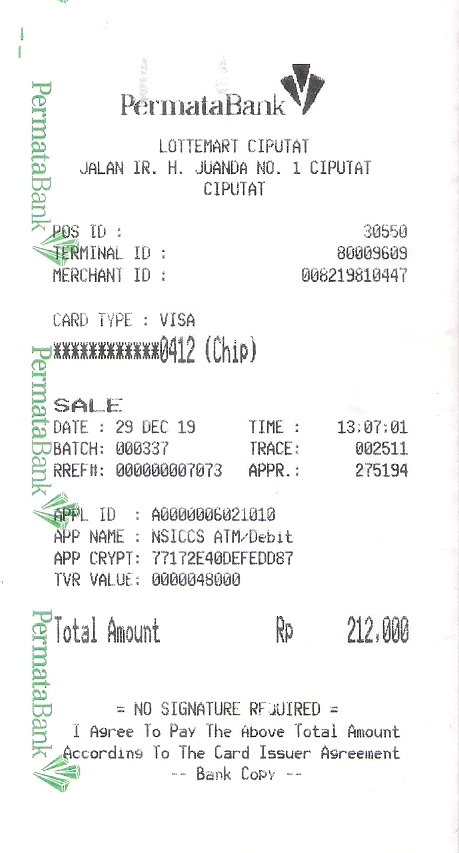 PermataBank
LOTTEMART CIPUTAT
JALAN IR. H. JUANDA NO. 1 CIPUTAT
CIPUTAT
POS ID : 30550
TERMINAL ID : 80009609
MERCHANT ID : 008219810447
CARD TYPE : VISA
************0412 (Chip)
SALE
DATE : 29 DEC 19 TIME : 13:07:01
BATCH: 000337 TRACE: 002511
RREF#: 000000007073 APPR.: 275194
APPL ID : A0000006021010
APP NAME : NSICCS ATM/Debit
APP CRYPT: 77172E40DEFEDD87
TVR VALUE: 0000048000
Total Amount Rp 212,000
= NO SIGNATURE REQUIRED =
I Agree To Pay The Above Total Amount
According To The Card Issuer Agreement
-- Bank Copy --
PermataBank
PermataBank
PermataBank